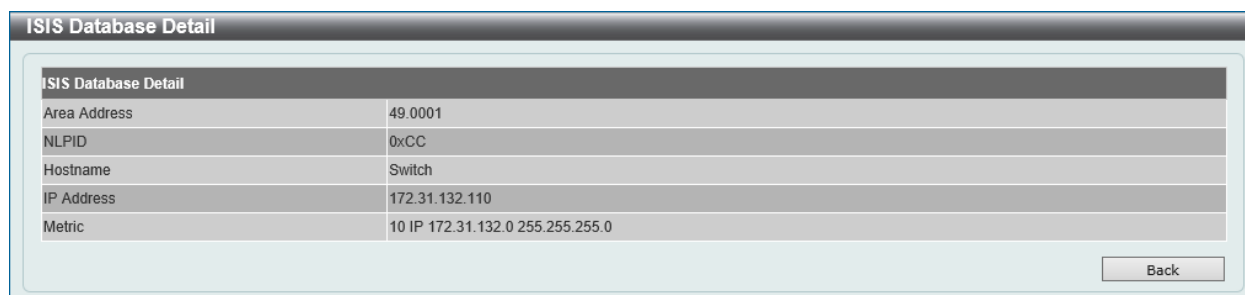 ISIS Database Detail
ISIS Database Detail
Area Address 49.0001
NLPID 0xCC
Hostname Switch
IP Address 172.31.132.110
Metric 10 IP 172.31.132.0 255.255.255.0
Back